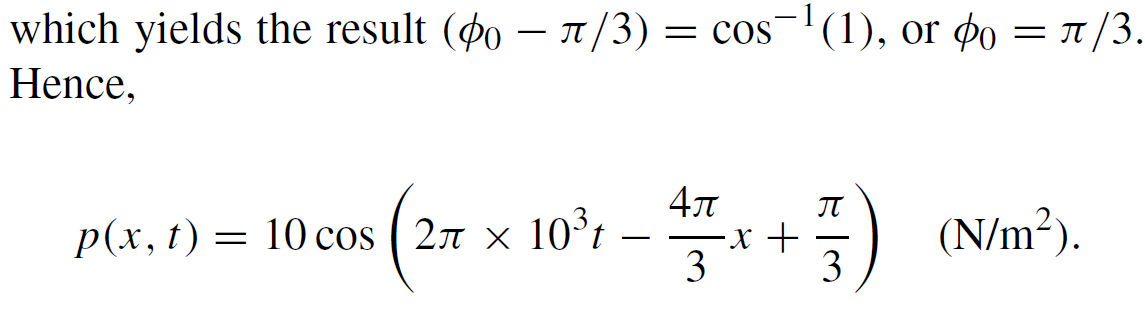 which yields the result (ϕ₀ − π/3) = cos⁻¹(1), or ϕ₀ = π/3.
Hence,
p(x, t) = 10 cos (2π × 10³t − 4π/3 x + π/3) (N/m²).